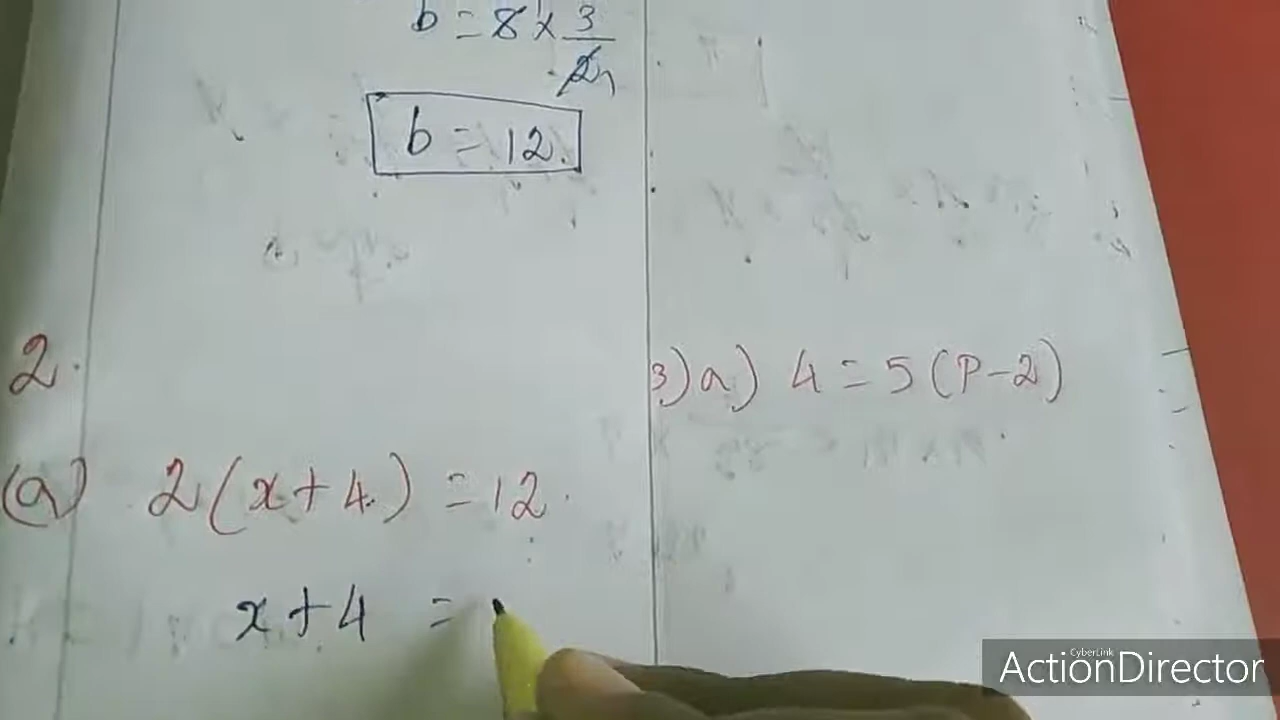 b = 8 × 3/2
b = 12.
2.
(a) 2(x+4) = 12.
x+4 =
3) a) 4 = 5(P-2)
CyberLink
ActionDirector